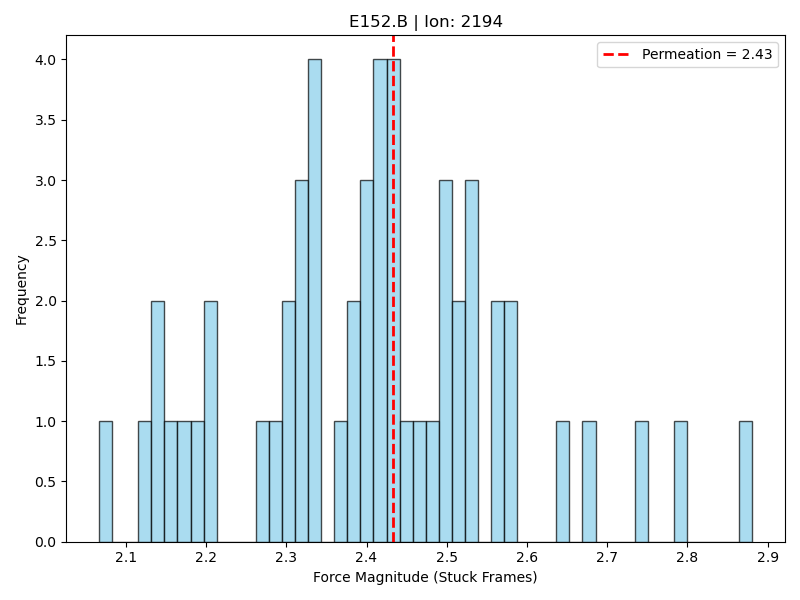 E152.B | Ion: 2194
Permeation = 2.43
4.0
3.5
3.0
2.5
2.0
1.5
1.0
0.5
0.0
Frequency
2.1 2.2 2.3 2.4 2.5 2.6 2.7 2.8 2.9
Force Magnitude (Stuck Frames)